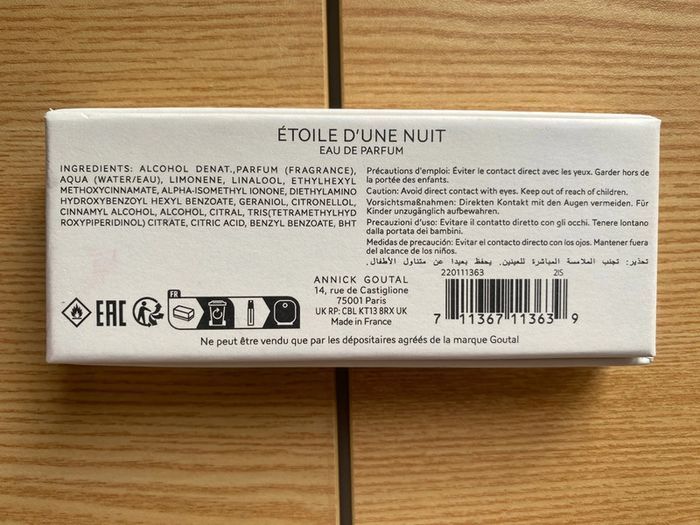 ÉTOILE D'UNE NUIT
EAU DE PARFUM
INGREDIENTS: ALCOHOL DENAT.,PARFUM (FRAGRANCE),
AQUA (WATER/EAU), LIMONENE, LINALOOL, ETHYLHEXYL
METHOXYCINNAMATE, ALPHA-ISOMETHYL IONONE, DIETHYLAMINO
HYDROXYBENZOYL HEXYL BENZOATE, GERANIOL, CITRONELLOL,
CINNAMYL ALCOHOL, ALCOHOL, CITRAL, TRIS(TETRAMETHYLHYD
ROXYPIPERIDINOL) CITRATE, CITRIC ACID, BENZYL BENZOATE, BHT
Précautions d'emploi: Éviter le contact direct avec les yeux. Garder hors de
la portée des enfants.
Caution: Avoid direct contact with eyes. Keep out of reach of children.
Vorsichtsmaßnahmen: Direkten Kontakt mit den Augen vermeiden. Für
Kinder unzugänglich aufbewahren.
Precauzioni d'uso: Evitare il contatto diretto con gli occhi. Tenere lontano
dalla portata dei bambini.
Medidas de precaución: Evitar el contacto directo con los ojos. Mantener fuera
del alcance de los niños.
تحذير: تجنب الملامسة المباشرة للعينين. يحفظ بعيدا عن متناول الأطفال.
EAC
FR
ANNICK GOUTAL
14, rue de Castiglione
75001 Paris
UK RP: CBL KT13 8RX UK
Made in France
220111363 2IS
7 11367 11363 9
Ne peut être vendu que par les dépositaires agréés de la marque Goutal